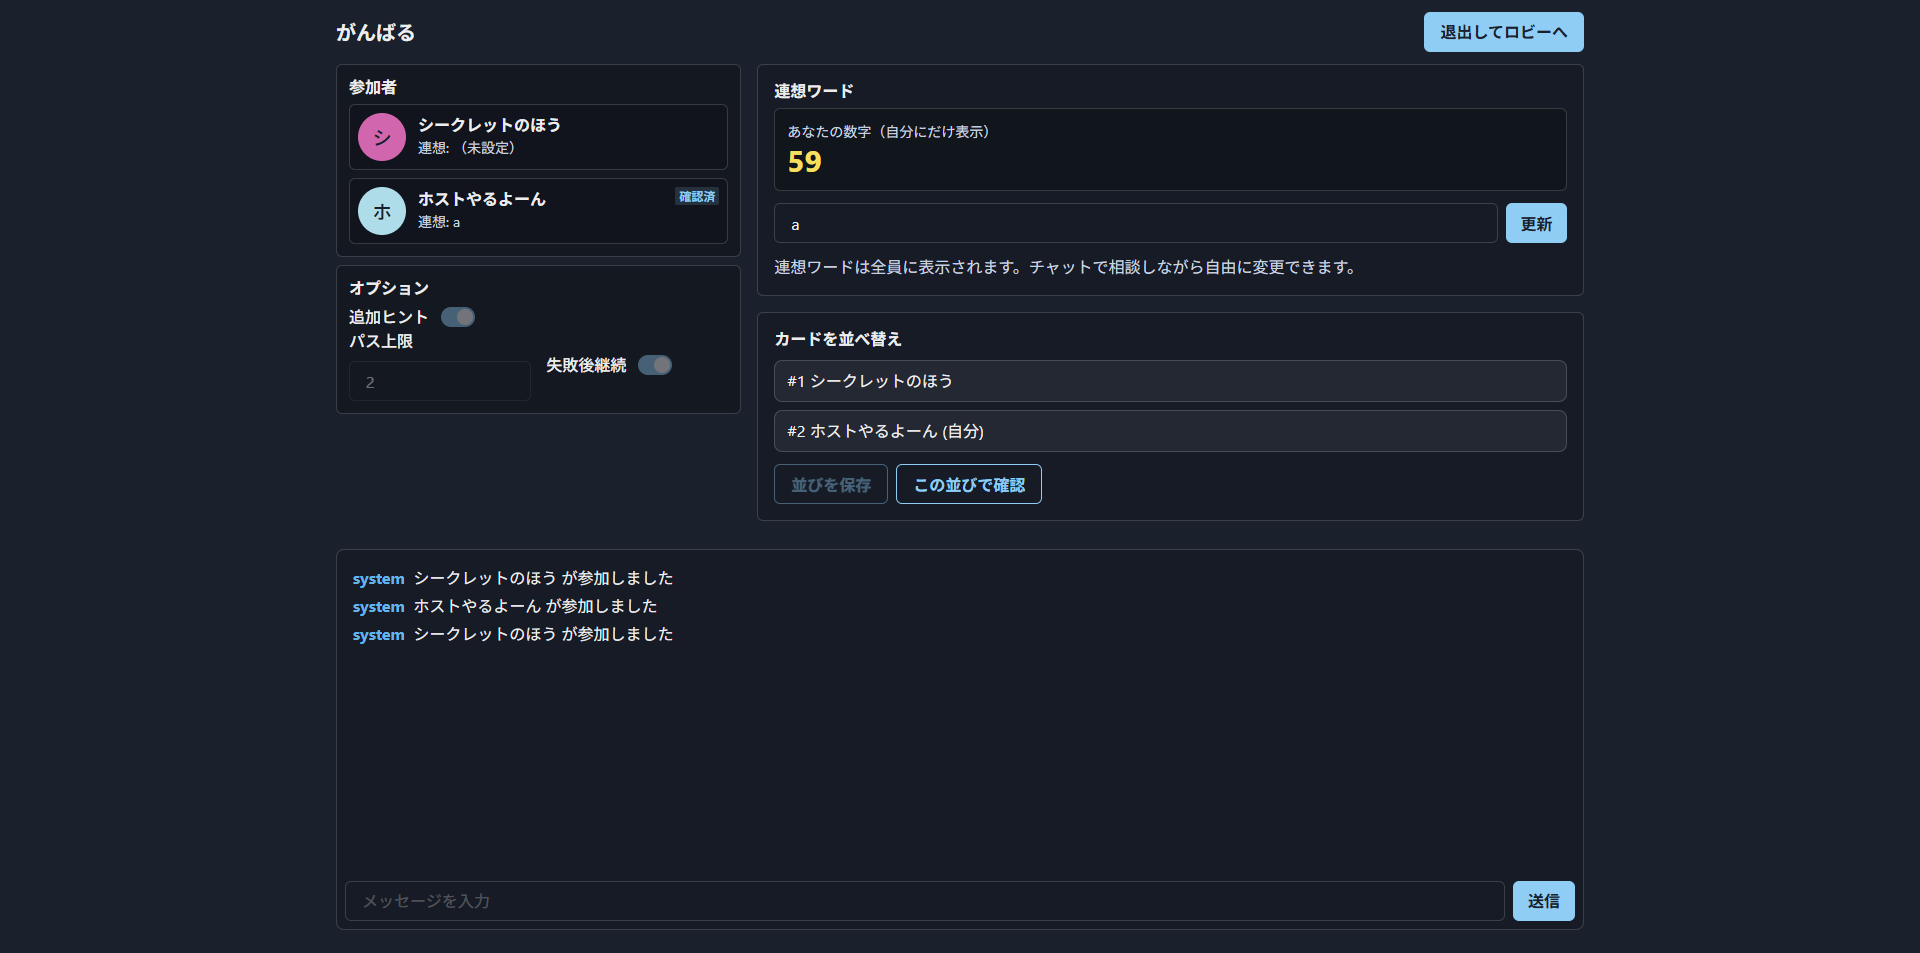 がんばる
退出してロビーへ
参加者
シ
シークレットのほう
連想: （未設定）
ホ
ホストやるよーん
確認済
連想: a
オプション
追加ヒント
パス上限
2
失敗後継続
連想ワード
あなたの数字（自分にだけ表示）
59
a
更新
連想ワードは全員に表示されます。チャットで相談しながら自由に変更できます。
カードを並べ替え
#1 シークレットのほう
#2 ホストやるよーん (自分)
並びを保存
この並びで確認
system シークレットのほう が参加しました
system ホストやるよーん が参加しました
system シークレットのほう が参加しました
メッセージを入力
送信